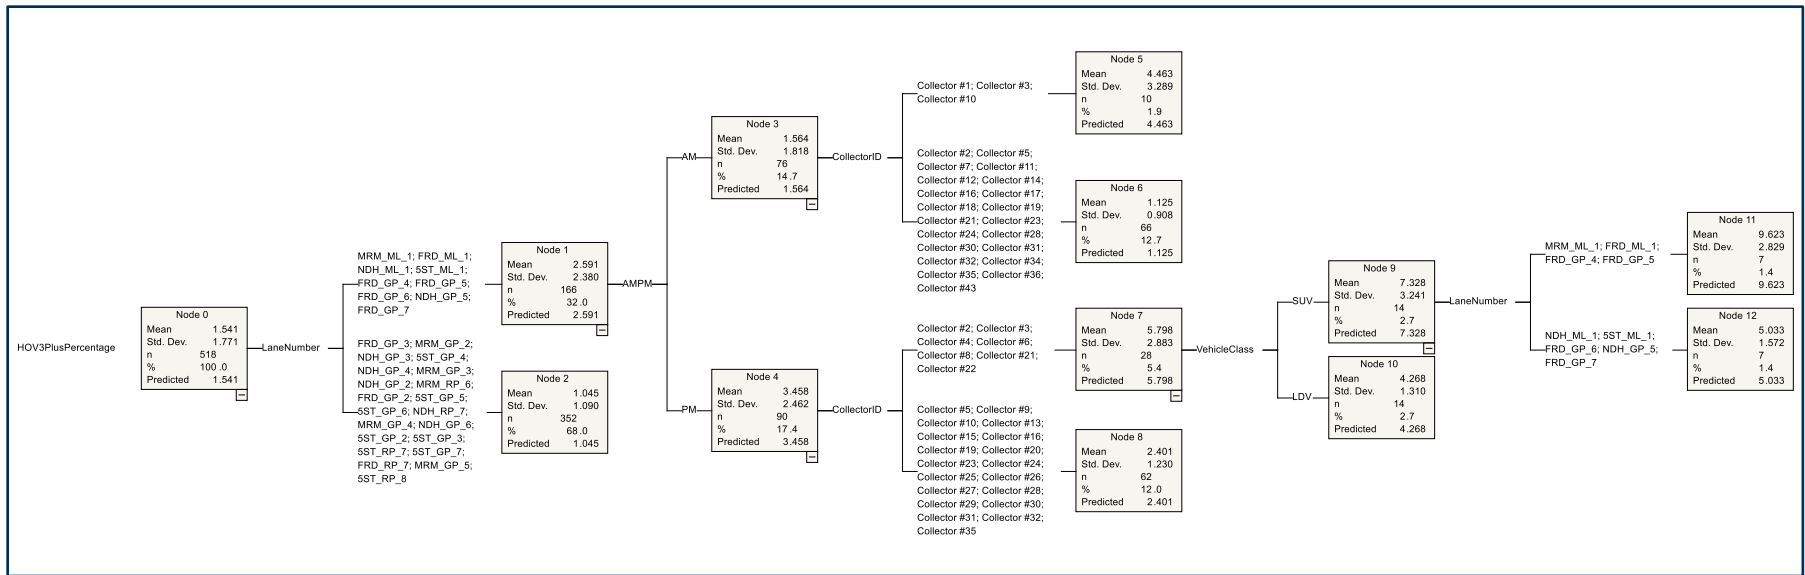 HOV3PlusPercentage
Node 0
Mean 1.541
Std. Dev. 1.771
n 518
% 100 .0
Predicted 1.541
LaneNumber
MRM_ML_1; FRD_ML_1;
NDH_ML_1; 5ST_ML_1;
FRD_GP_4; FRD_GP_5;
FRD_GP_6; NDH_GP_5;
FRD_GP_7
Node 1
Mean 2.591
Std. Dev. 2.380
n 166
% 32.0
Predicted 2.591
FRD_GP_3; MRM_GP_2;
NDH_GP_3; 5ST_GP_4;
NDH_GP_4; MRM_GP_3;
NDH_GP_2; MRM_RP_6;
FRD_GP_2; 5ST_GP_5;
5ST_GP_6; NDH_RP_7;
MRM_GP_4; NDH_GP_6;
5ST_GP_2; 5ST_GP_3;
5ST_RP_7; 5ST_GP_7;
FRD_RP_7; MRM_GP_5;
5ST_RP_8
Node 2
Mean 1.045
Std. Dev. 1.090
n 352
% 68.0
Predicted 1.045
AMPM
AM
Node 3
Mean 1.564
Std. Dev. 1.818
n 76
% 14.7
Predicted 1.564
CollectorID
Collector #1; Collector #3;
Collector #10
Node 5
Mean 4.463
Std. Dev. 3.289
n 10
% 1.9
Predicted 4.463
Collector #2; Collector #5;
Collector #7; Collector #11;
Collector #12; Collector #14;
Collector #16; Collector #17;
Collector #18; Collector #19;
Collector #21; Collector #23;
Collector #24; Collector #28;
Collector #30; Collector #31;
Collector #32; Collector #34;
Collector #35; Collector #36;
Collector #43
Node 6
Mean 1.125
Std. Dev. 0.908
n 66
% 12.7
Predicted 1.125
PM
Node 4
Mean 3.458
Std. Dev. 2.462
n 90
% 17.4
Predicted 3.458
CollectorID
Collector #2; Collector #3;
Collector #4; Collector #6;
Collector #8; Collector #21;
Collector #22
Node 7
Mean 5.798
Std. Dev. 2.883
n 28
% 5.4
Predicted 5.798
Collector #5; Collector #9;
Collector #10; Collector #13;
Collector #15; Collector #16;
Collector #19; Collector #20;
Collector #23; Collector #24;
Collector #25; Collector #26;
Collector #27; Collector #28;
Collector #29; Collector #30;
Collector #31; Collector #32;
Collector #35
Node 8
Mean 2.401
Std. Dev. 1.230
n 62
% 12.0
Predicted 2.401
VehicleClass
SUV
Node 9
Mean 7.328
Std. Dev. 3.241
n 14
% 2.7
Predicted 7.328
LDV
Node 10
Mean 4.268
Std. Dev. 1.310
n 14
% 2.7
Predicted 4.268
LaneNumber
MRM_ML_1; FRD_ML_1;
FRD_GP_4; FRD_GP_5
Node 11
Mean 9.623
Std. Dev. 2.829
n 7
% 1.4
Predicted 9.623
NDH_ML_1; 5ST_ML_1;
FRD_GP_6; NDH_GP_5;
FRD_GP_7
Node 12
Mean 5.033
Std. Dev. 1.572
n 7
% 1.4
Predicted 5.033